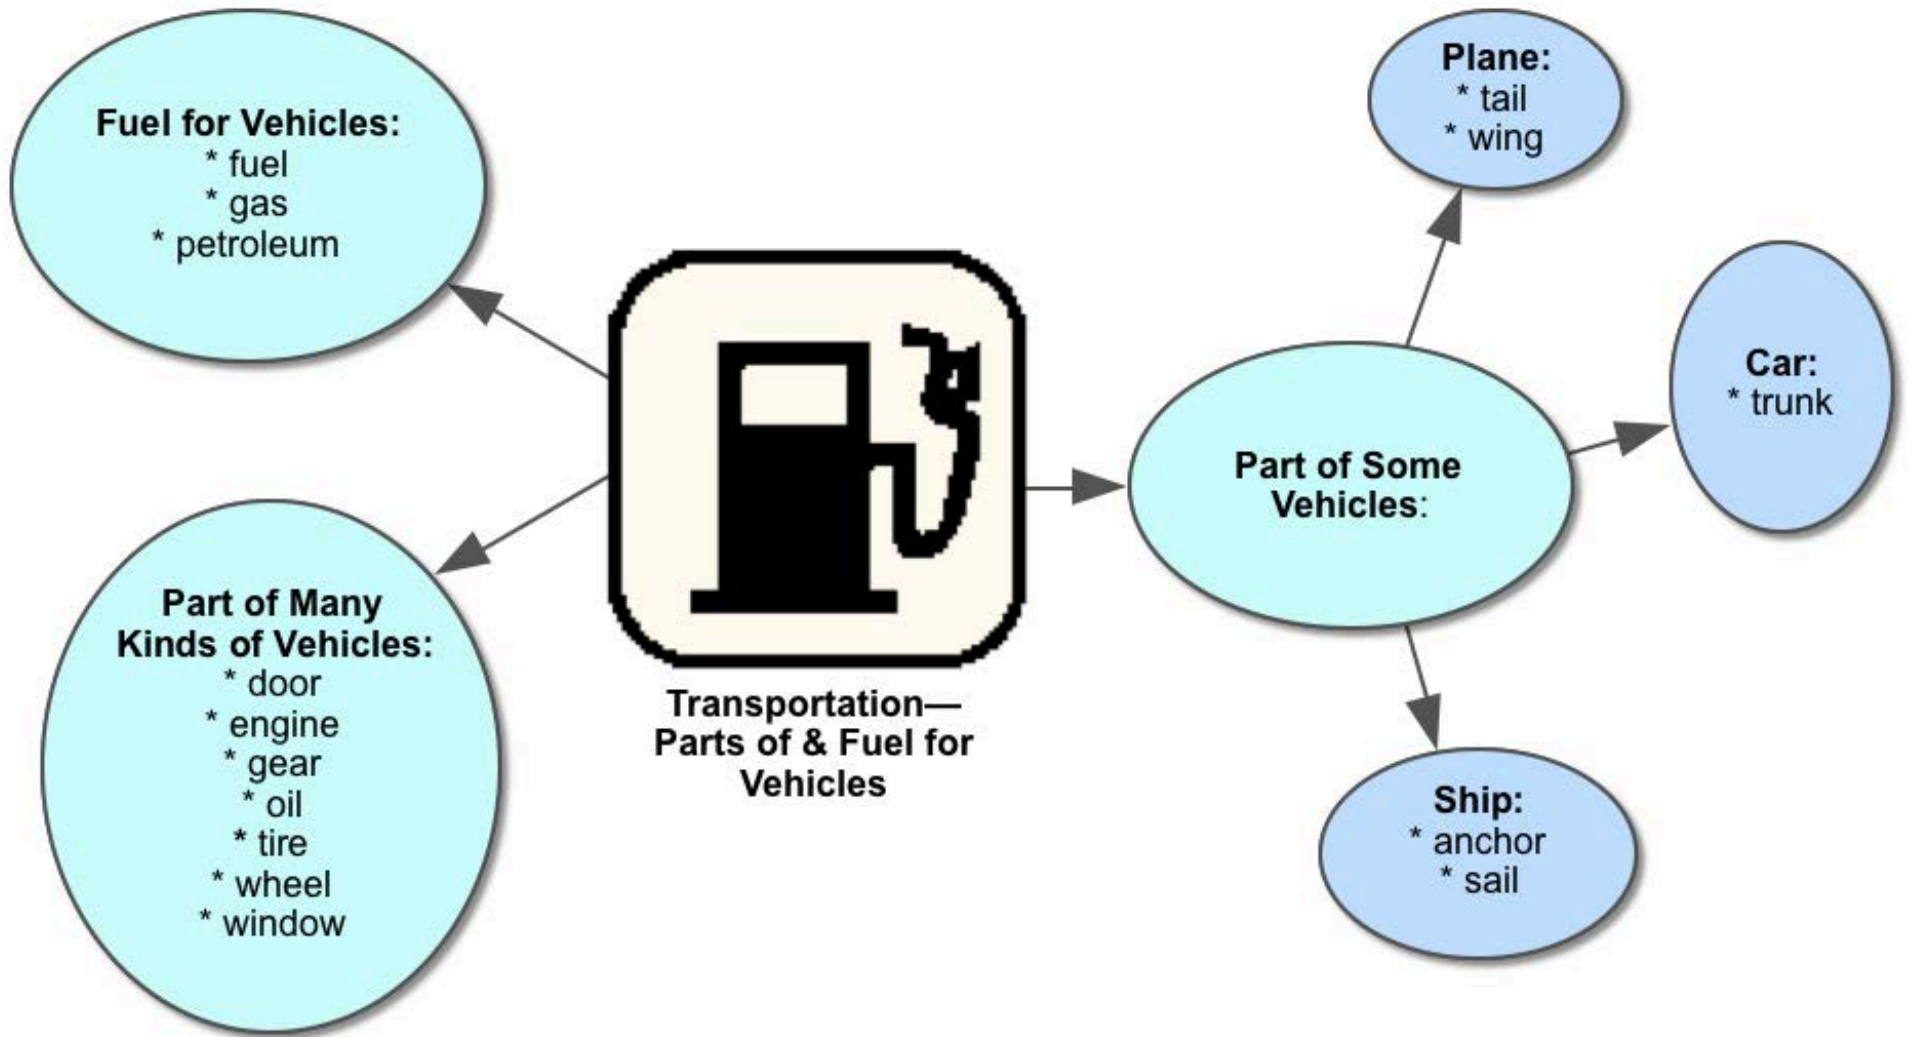 Fuel for Vehicles:
* fuel
* gas
* petroleum
Part of Many
Kinds of Vehicles:
* door
* engine
* gear
* oil
* tire
* wheel
* window
Transportation—
Parts of & Fuel for
Vehicles
Part of Some
Vehicles:
Plane:
* tail
* wing
Car:
* trunk
Ship:
* anchor
* sail